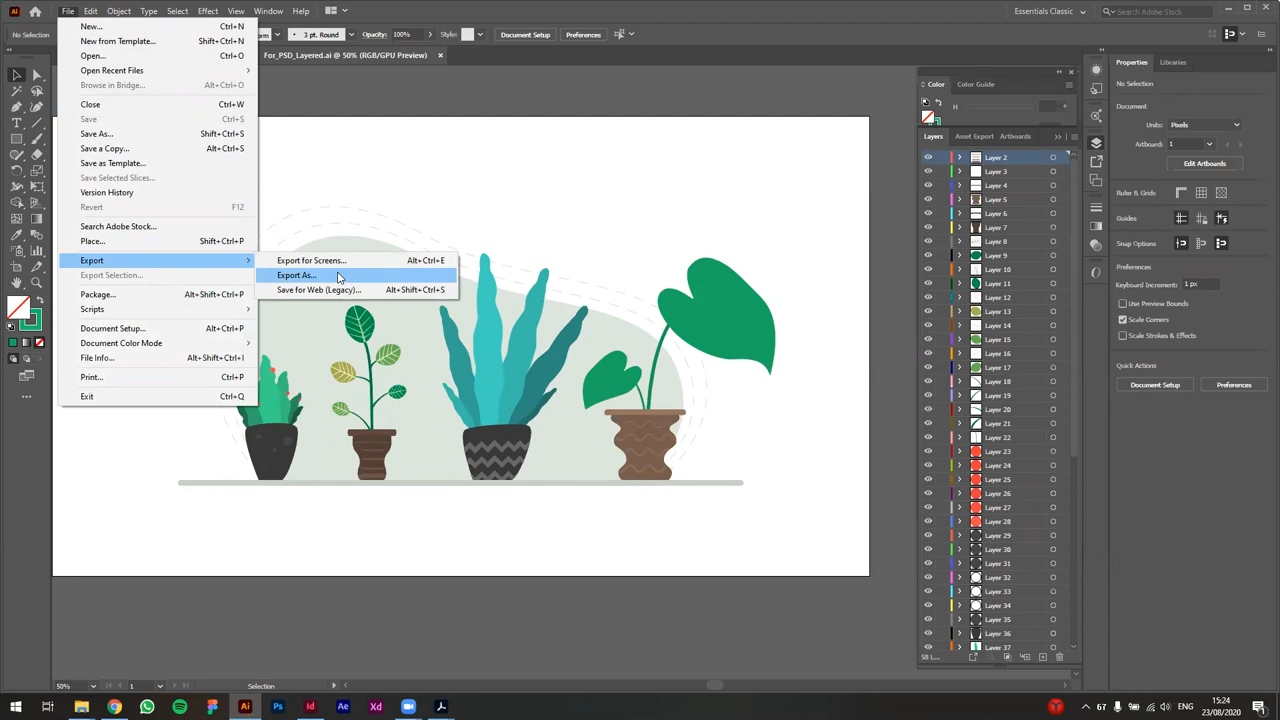 Ai File Edit Object Type Select Effect View Window Help Essentials Classic Search Adobe Stock...
No Selection 3 pt. Round Opacity: 100% Style: Document Setup Preferences
For_PSD_Layered.ai @ 50% (RGB/GPU Preview)
New... Ctrl+N
New from Template... Shift+Ctrl+N
Open... Ctrl+O
Open Recent Files
Browse in Bridge... Alt+Ctrl+O
Close Ctrl+W
Save Ctrl+S
Save As... Shift+Ctrl+S
Save a Copy... Alt+Ctrl+S
Save as Template...
Save Selected Slices...
Version History
Revert F12
Search Adobe Stock...
Place... Shift+Ctrl+P
Export
Export Selection...
Package... Alt+Shift+Ctrl+P
Scripts
Document Setup... Alt+Ctrl+P
Document Color Mode
File Info... Alt+Shift+Ctrl+I
Print... Ctrl+P
Exit Ctrl+Q
Export for Screens... Alt+Ctrl+E
Export As...
Save for Web (Legacy)... Alt+Shift+Ctrl+S
Color Color Guide
H
Layers Asset Export Artboards
Layer 2
Layer 3
Layer 4
Layer 5
Layer 6
Layer 7
Layer 8
Layer 9
Layer 10
Layer 11
Layer 12
Layer 13
Layer 14
Layer 15
Layer 16
Layer 17
Layer 18
Layer 19
Layer 20
Layer 21
Layer 22
Layer 23
Layer 24
Layer 25
Layer 26
Layer 27
Layer 28
Layer 29
Layer 30
Layer 31
Layer 32
Layer 33
Layer 34
Layer 35
Layer 36
Layer 37
58 L...
Properties Libraries
No Selection
Document
Units: Pixels
Artboard: 1
Edit Artboards
Ruler & Grids
Guides
Snap Options
Preferences
Keyboard Increment: 1 px
Use Preview Bounds
Scale Corners
Scale Strokes & Effects
Quick Actions
Document Setup Preferences
50% 1 Selection
Ai Ps Id Ae Xd
67
15:24
23/08/2020